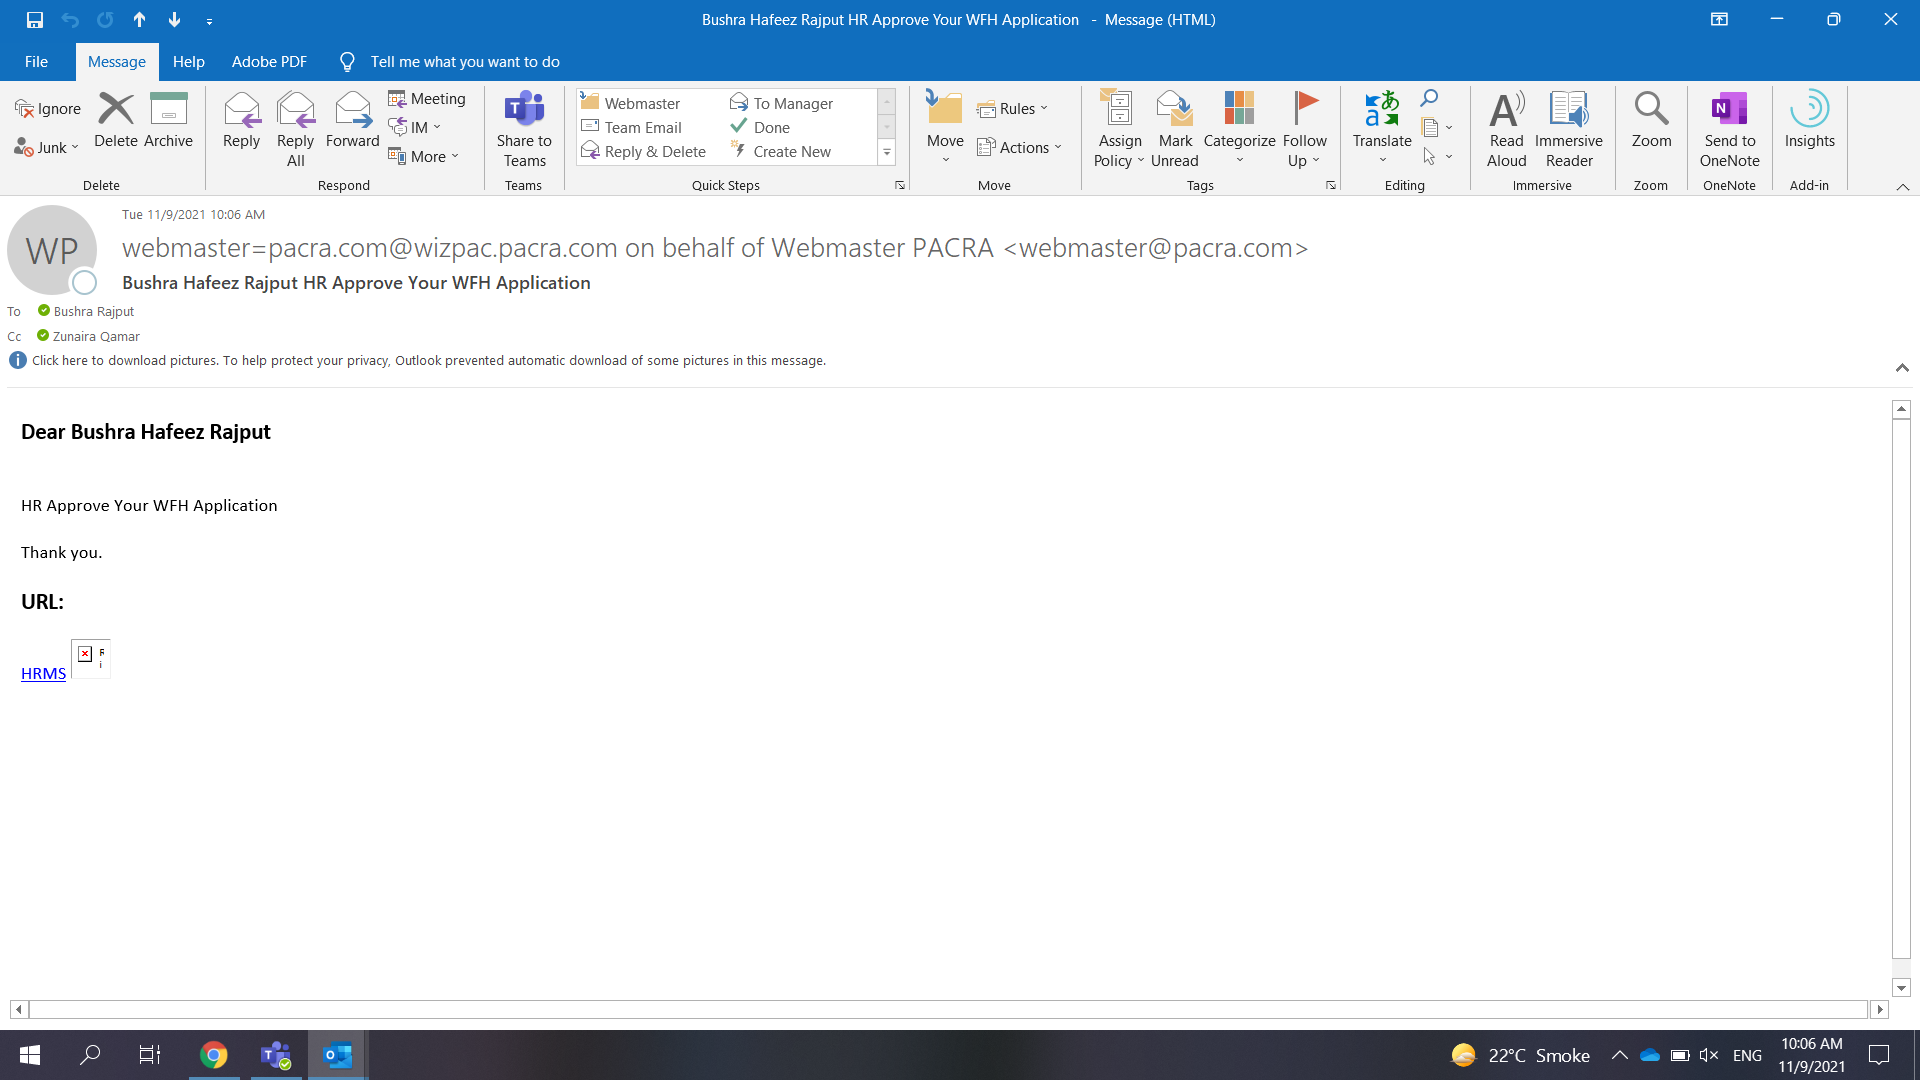 Bushra Hafeez Rajput HR Approve Your WFH Application - Message (HTML)
File Message Help Adobe PDF Tell me what you want to do
Ignore
Junk
Delete
Archive
Delete
Reply
Reply All
Forward
Meeting
IM
More
Respond
Share to Teams
Teams
Webmaster To Manager
Team Email Done
Reply & Delete Create New
Quick Steps
Move
Rules
Actions
Move
Assign Policy
Mark Unread
Categorize
Follow Up
Tags
Translate
Editing
Read Aloud
Immersive Reader
Immersive
Zoom
Zoom
Send to OneNote
OneNote
Insights
Add-in
WP
Tue 11/9/2021 10:06 AM
webmaster=pacra.com@wizpac.pacra.com on behalf of Webmaster PACRA <webmaster@pacra.com>
Bushra Hafeez Rajput HR Approve Your WFH Application
To Bushra Rajput
Cc Zunaira Qamar
Click here to download pictures. To help protect your privacy, Outlook prevented automatic download of some pictures in this message.
Dear Bushra Hafeez Rajput
HR Approve Your WFH Application
Thank you.
URL:
HRMS
22°C Smoke ENG
10:06 AM
11/9/2021